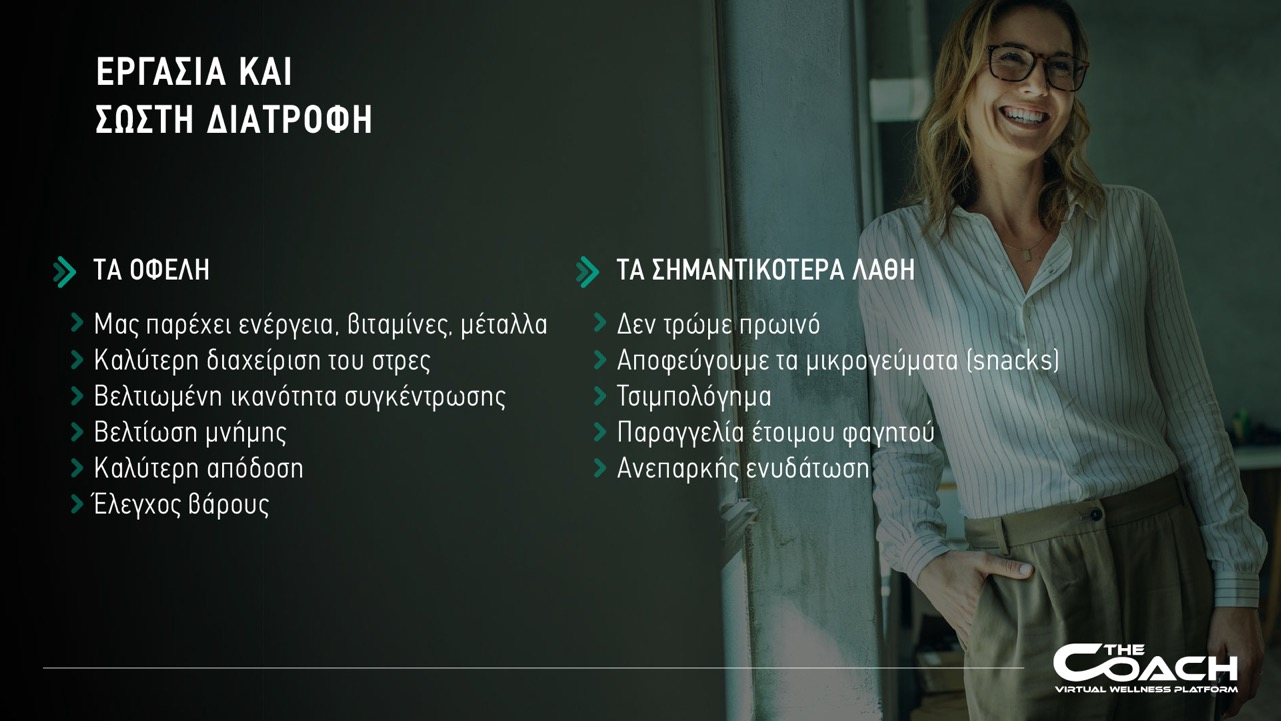 ΕΡΓΑΣΙΑ ΚΑΙ
ΣΩΣΤΗ ΔΙΑΤΡΟΦΗ
ΤΑ ΟΦΕΛΗ
Μας παρέχει ενέργεια, βιταμίνες, μέταλλα
Καλύτερη διαχείριση του στρες
Βελτιωμένη ικανότητα συγκέντρωσης
Βελτίωση μνήμης
Καλύτερη απόδοση
Έλεγχος βάρους
ΤΑ ΣΗΜΑΝΤΙΚΟΤΕΡΑ ΛΑΘΗ
Δεν τρώμε πρωινό
Αποφεύγουμε τα μικρογεύματα (snacks)
Τσιμπολόγημα
Παραγγελία έτοιμου φαγητού
Ανεπαρκής ενυδάτωση
THE
COACH
VIRTUAL WELLNESS PLATFORM